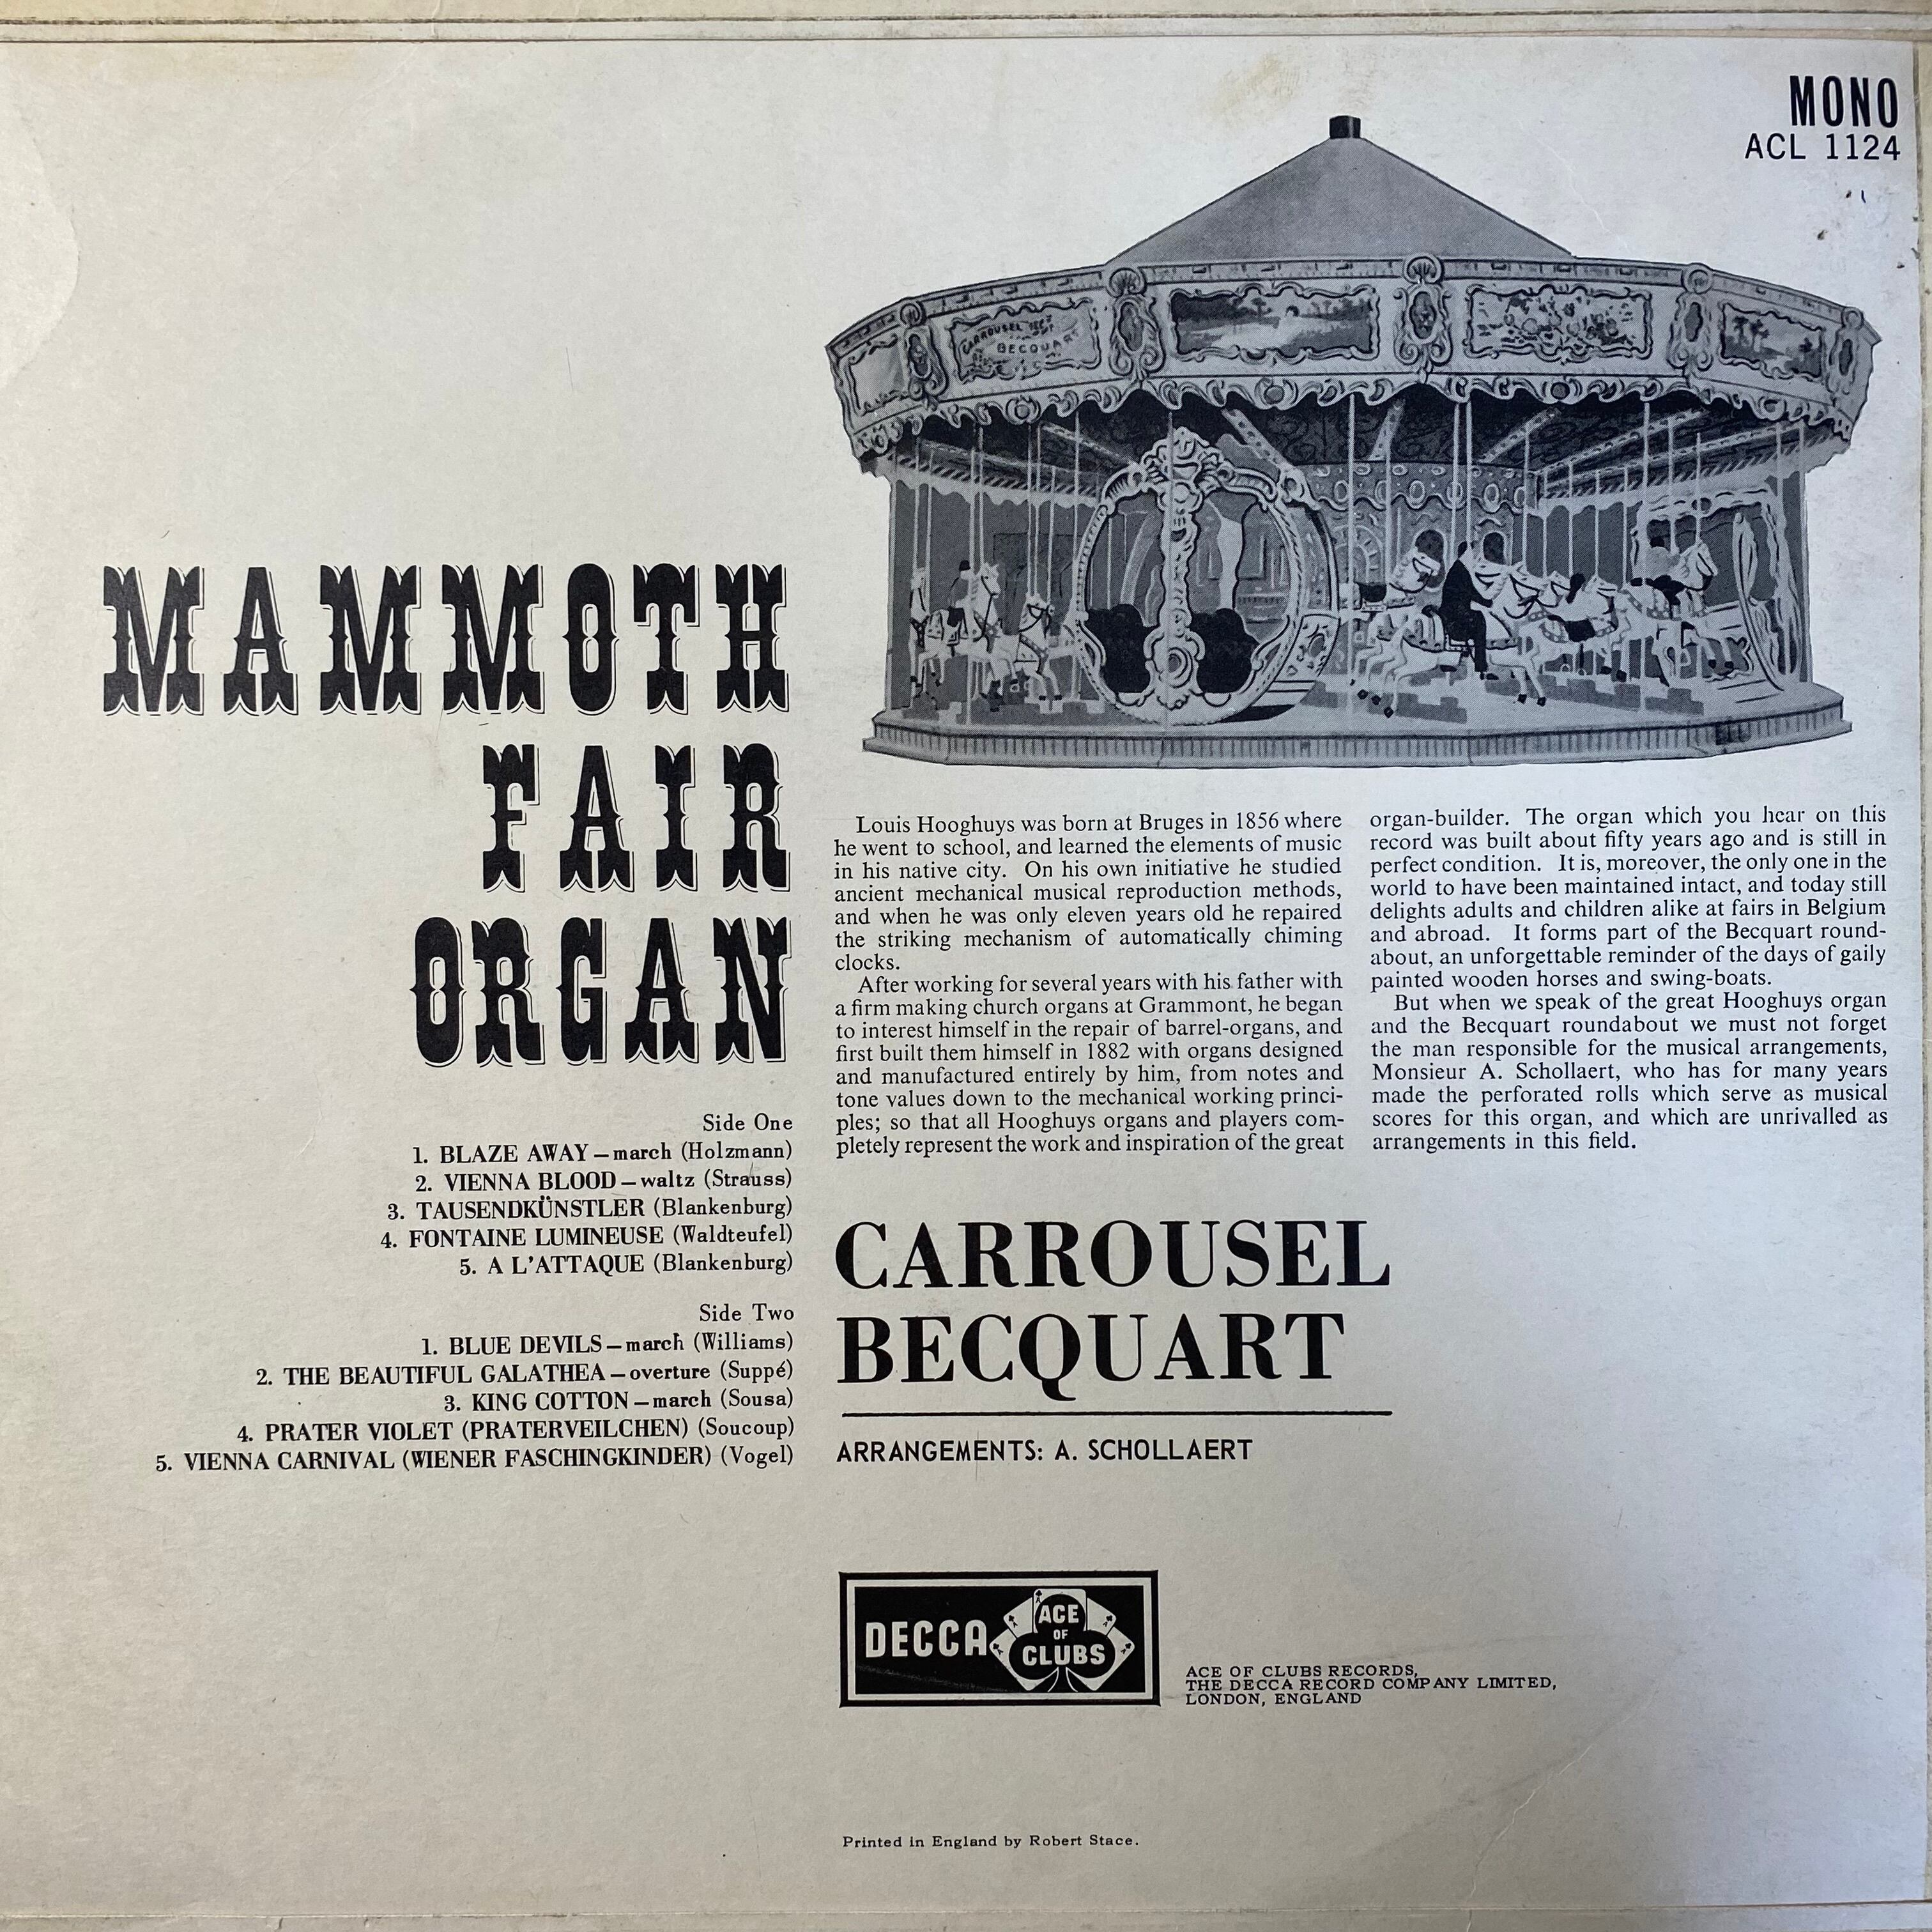 MONO
ACL 1124
CARROUSEL
BECQUART
MAMMOTH
FAIR
ORGAN
Side One
1. BLAZE AWAY – march (Holzmann)
2. VIENNA BLOOD – waltz (Strauss)
3. TAUSENDKÜNSTLER (Blankenburg)
4. FONTAINE LUMINEUSE (Waldteufel)
5. A L'ATTAQUE (Blankenburg)
Side Two
1. BLUE DEVILS – march (Williams)
2. THE BEAUTIFUL GALATHEA – overture (Suppé)
3. KING COTTON – march (Sousa)
4. PRATER VIOLET (PRATERVEILCHEN) (Soucoup)
5. VIENNA CARNIVAL (WIENER FASCHINGKINDER) (Vogel)
Louis Hooghuys was born at Bruges in 1856 where
he went to school, and learned the elements of music
in his native city. On his own initiative he studied
ancient mechanical musical reproduction methods,
and when he was only eleven years old he repaired
the striking mechanism of automatically chiming
clocks.
After working for several years with his father with
a firm making church organs at Grammont, he began
to interest himself in the repair of barrel-organs, and
first built them himself in 1882 with organs designed
and manufactured entirely by him, from notes and
tone values down to the mechanical working princi-
ples; so that all Hooghuys organs and players com-
pletely represent the work and inspiration of the great
organ-builder. The organ which you hear on this
record was built about fifty years ago and is still in
perfect condition. It is, moreover, the only one in the
world to have been maintained intact, and today still
delights adults and children alike at fairs in Belgium
and abroad. It forms part of the Becquart round-
about, an unforgettable reminder of the days of gaily
painted wooden horses and swing-boats.
But when we speak of the great Hooghuys organ
and the Becquart roundabout we must not forget
the man responsible for the musical arrangements,
Monsieur A. Schollaert, who has for many years
made the perforated rolls which serve as musical
scores for this organ, and which are unrivalled as
arrangements in this field.
CARROUSEL
BECQUART
ARRANGEMENTS: A. SCHOLLAERT
DECCA
ACE
OF
CLUBS
ACE OF CLUBS RECORDS,
THE DECCA RECORD COMPANY LIMITED,
LONDON, ENGLAND
Printed in England by Robert Stace.